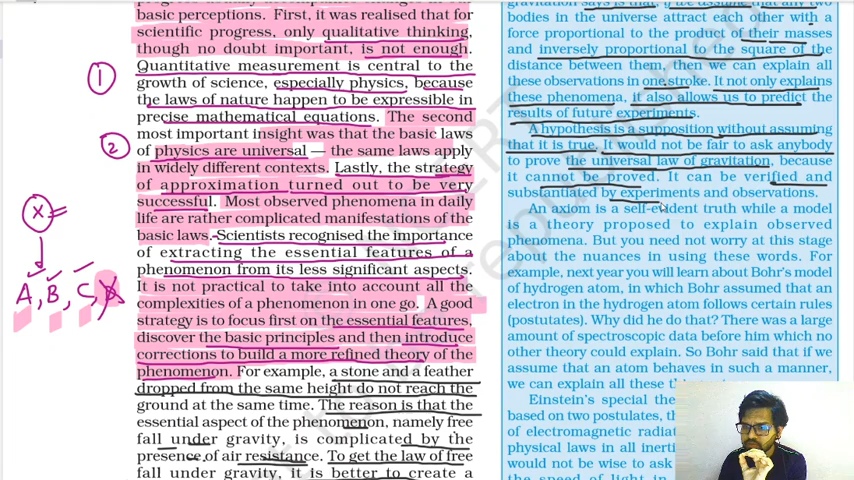 basic perceptions. First, it was realised that for
scientific progress, only qualitative thinking,
though no doubt important, is not enough.
Quantitative measurement is central to the
growth of science, especially physics, because
the laws of nature happen to be expressible in
precise mathematical equations. The second
most important insight was that the basic laws
of physics are universal — the same laws apply
in widely different contexts. Lastly, the strategy
of approximation turned out to be very
successful. Most observed phenomena in daily
life are rather complicated manifestations of the
basic laws. Scientists recognised the importance
of extracting the essential features of a
phenomenon from its less significant aspects.
It is not practical to take into account all the
complexities of a phenomenon in one go. A good
strategy is to focus first on the essential features,
discover the basic principles and then introduce
corrections to build a more refined theory of the
phenomenon. For example, a stone and a feather
dropped from the same height do not reach the
ground at the same time. The reason is that the
essential aspect of the phenomenon, namely free
fall under gravity, is complicated by the
presence of air resistance. To get the law of free
fall under gravity, it is better to create a
1
2
X
A, B, C, D
gravitation says is that, if we assume that any two
bodies in the universe attract each other with a
force proportional to the product of their masses
and inversely proportional to the square of the
distance between them, then we can explain all
these observations in one stroke. It not only explains
these phenomena, it also allows us to predict the
results of future experiments.
A hypothesis is a supposition without assuming
that it is true. It would not be fair to ask anybody
to prove the universal law of gravitation, because
it cannot be proved. It can be verified and
substantiated by experiments and observations.
An axiom is a self-evident truth while a model
is a theory proposed to explain observed
phenomena. But you need not worry at this stage
about the nuances in using these words. For
example, next year you will learn about Bohr's model
of hydrogen atom, in which Bohr assumed that an
electron in the hydrogen atom follows certain rules
(postutates). Why did he do that? There was a large
amount of spectroscopic data before him which no
other theory could explain. So Bohr said that if we
assume that an atom behaves in such a manner,
we can explain all these
Einstein's special
based on two postulates,
of electromagnetic
physical laws in all
would not be wise to ask
the speed of light in